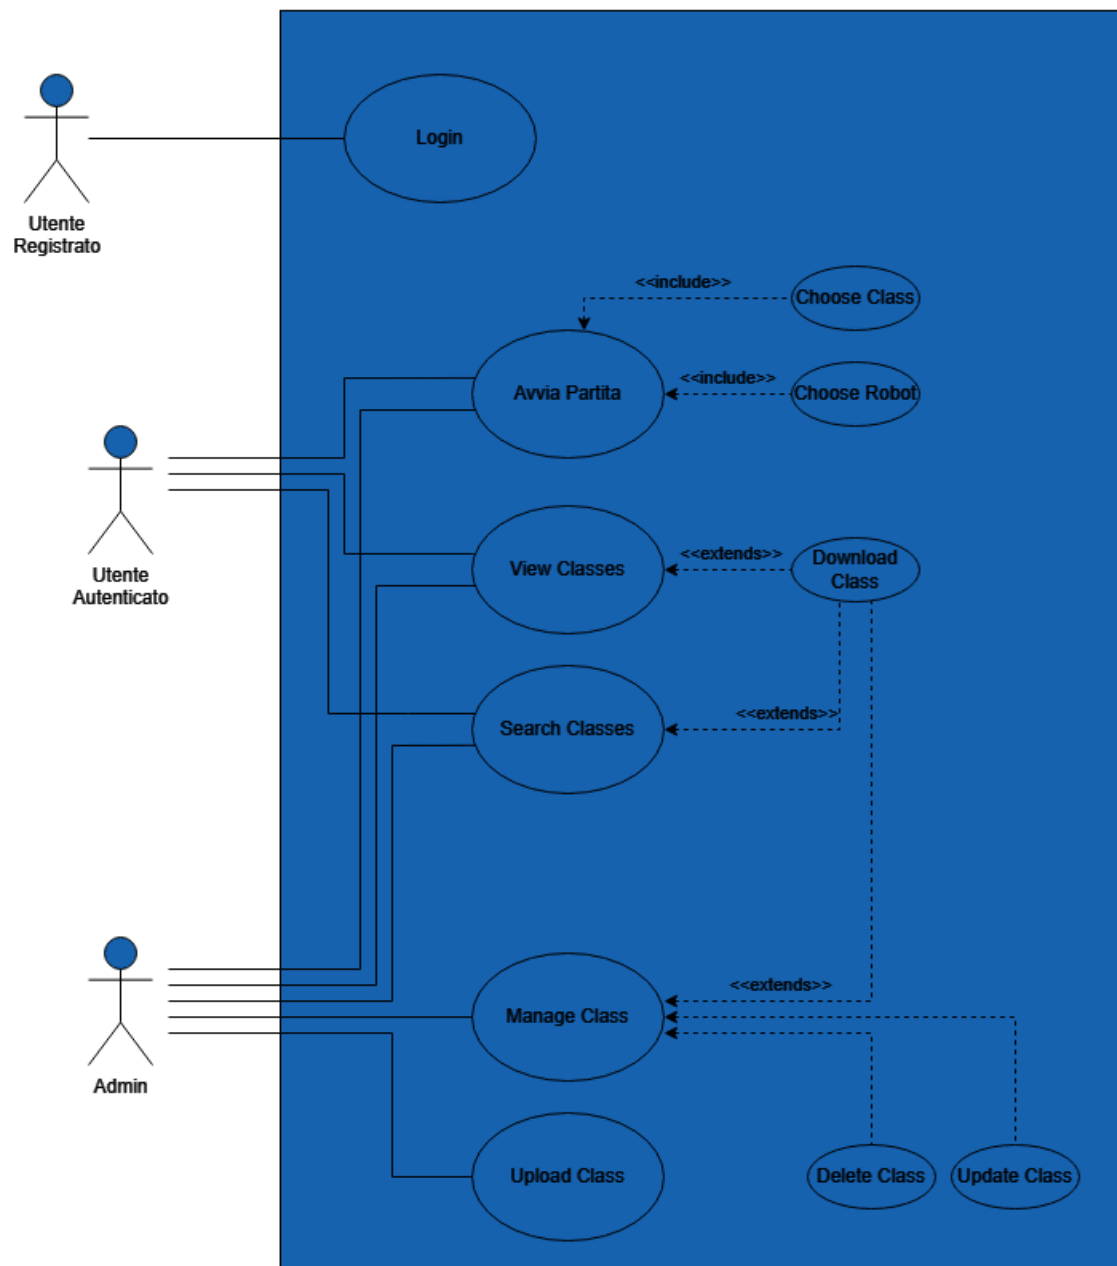 Login
Utente
Registrato
<<include>>
Choose Class
Avvia Partita
<<include>>
Choose Robot
Utente
Autenticato
View Classes
<<extends>>
Download
Class
Search Classes
<<extends>>
Admin
Manage Class
<<extends>>
Upload Class
Delete Class
Update Class